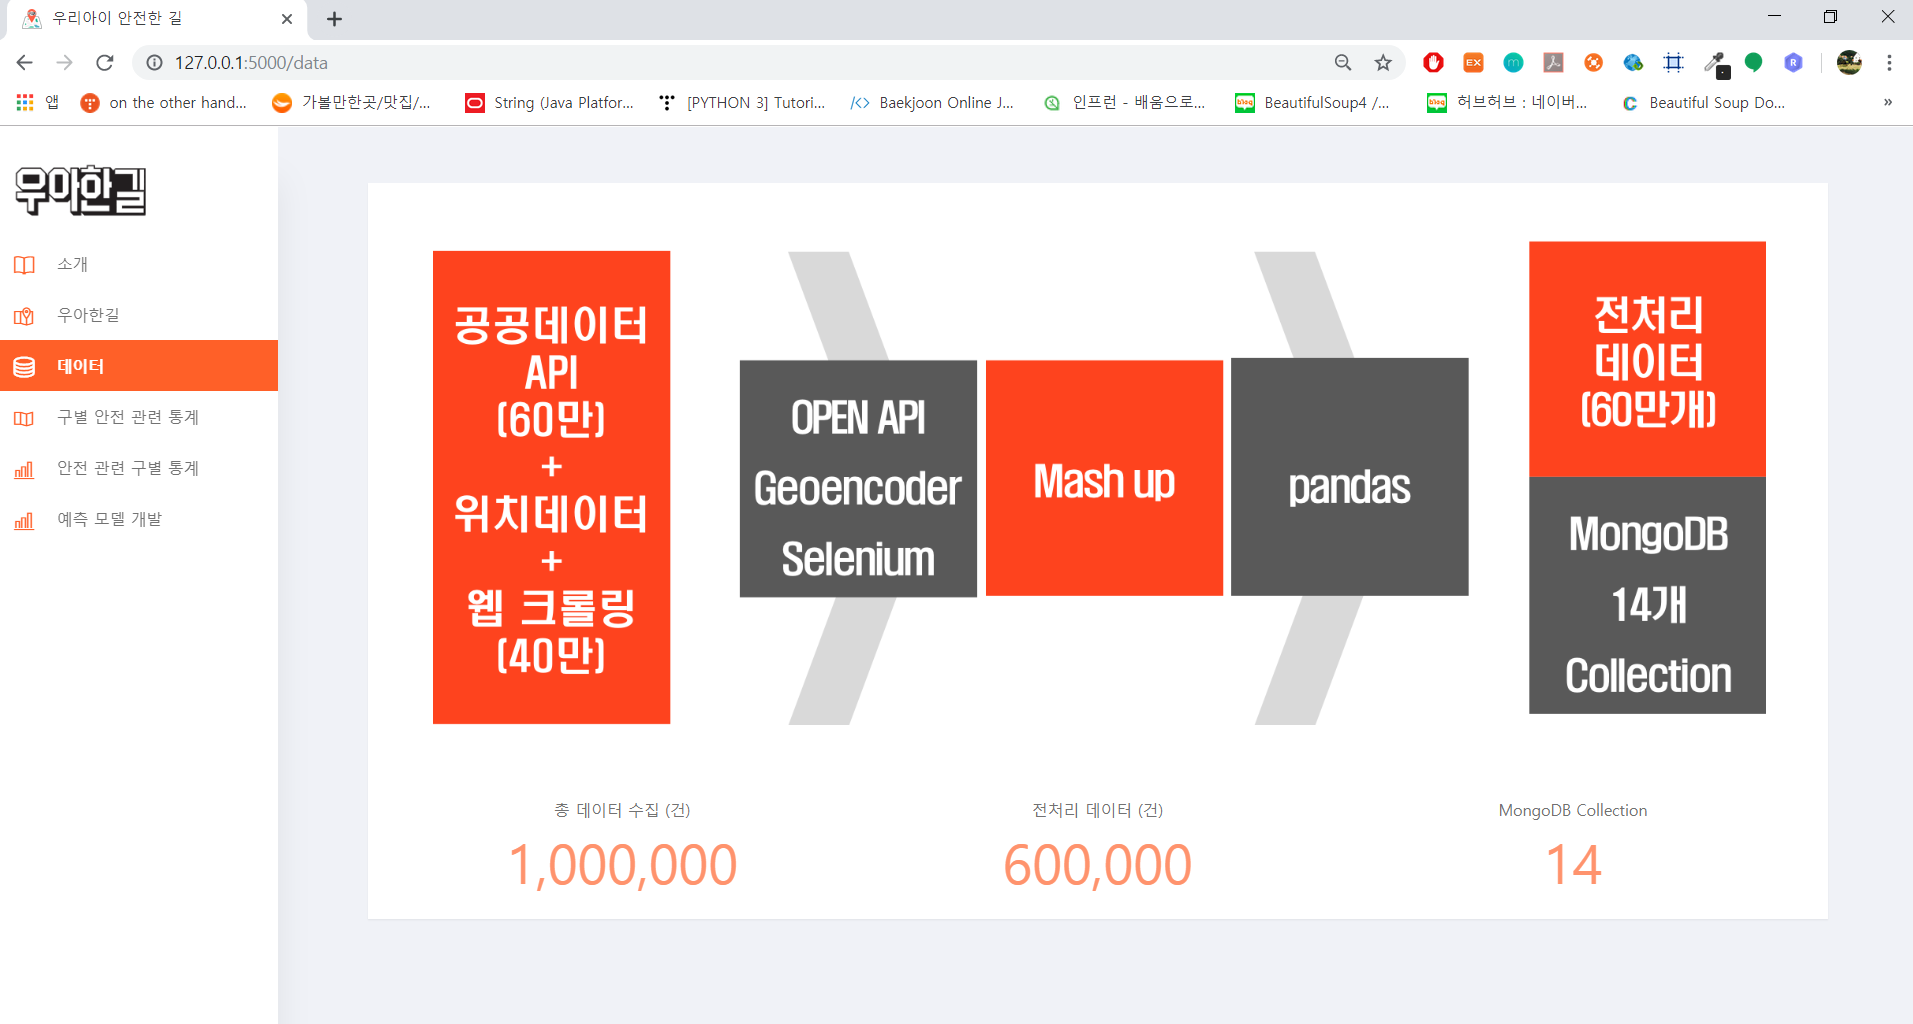 우리아이 안전한 길
127.0.0.1:5000/data
앱
on the other hand...
가볼만한곳/맛집/...
String (Java Platfor...
[PYTHON 3] Tutori...
Baekjoon Online J...
인프런 - 배움으로...
BeautifulSoup4 /...
허브허브 : 네이버...
Beautiful Soup Do...
»
우아한길
소개
우아한길
데이터
구별 안전 관련 통계
안전 관련 구별 통계
예측 모델 개발
공공데이터
API
(60만)
+
위치데이터
+
웹 크롤링
(40만)
OPEN API
Geoencoder
Selenium
Mash up
pandas
전처리
데이터
(60만개)
MongoDB
14개
Collection
총 데이터 수집 (건)
1,000,000
전처리 데이터 (건)
600,000
MongoDB Collection
14